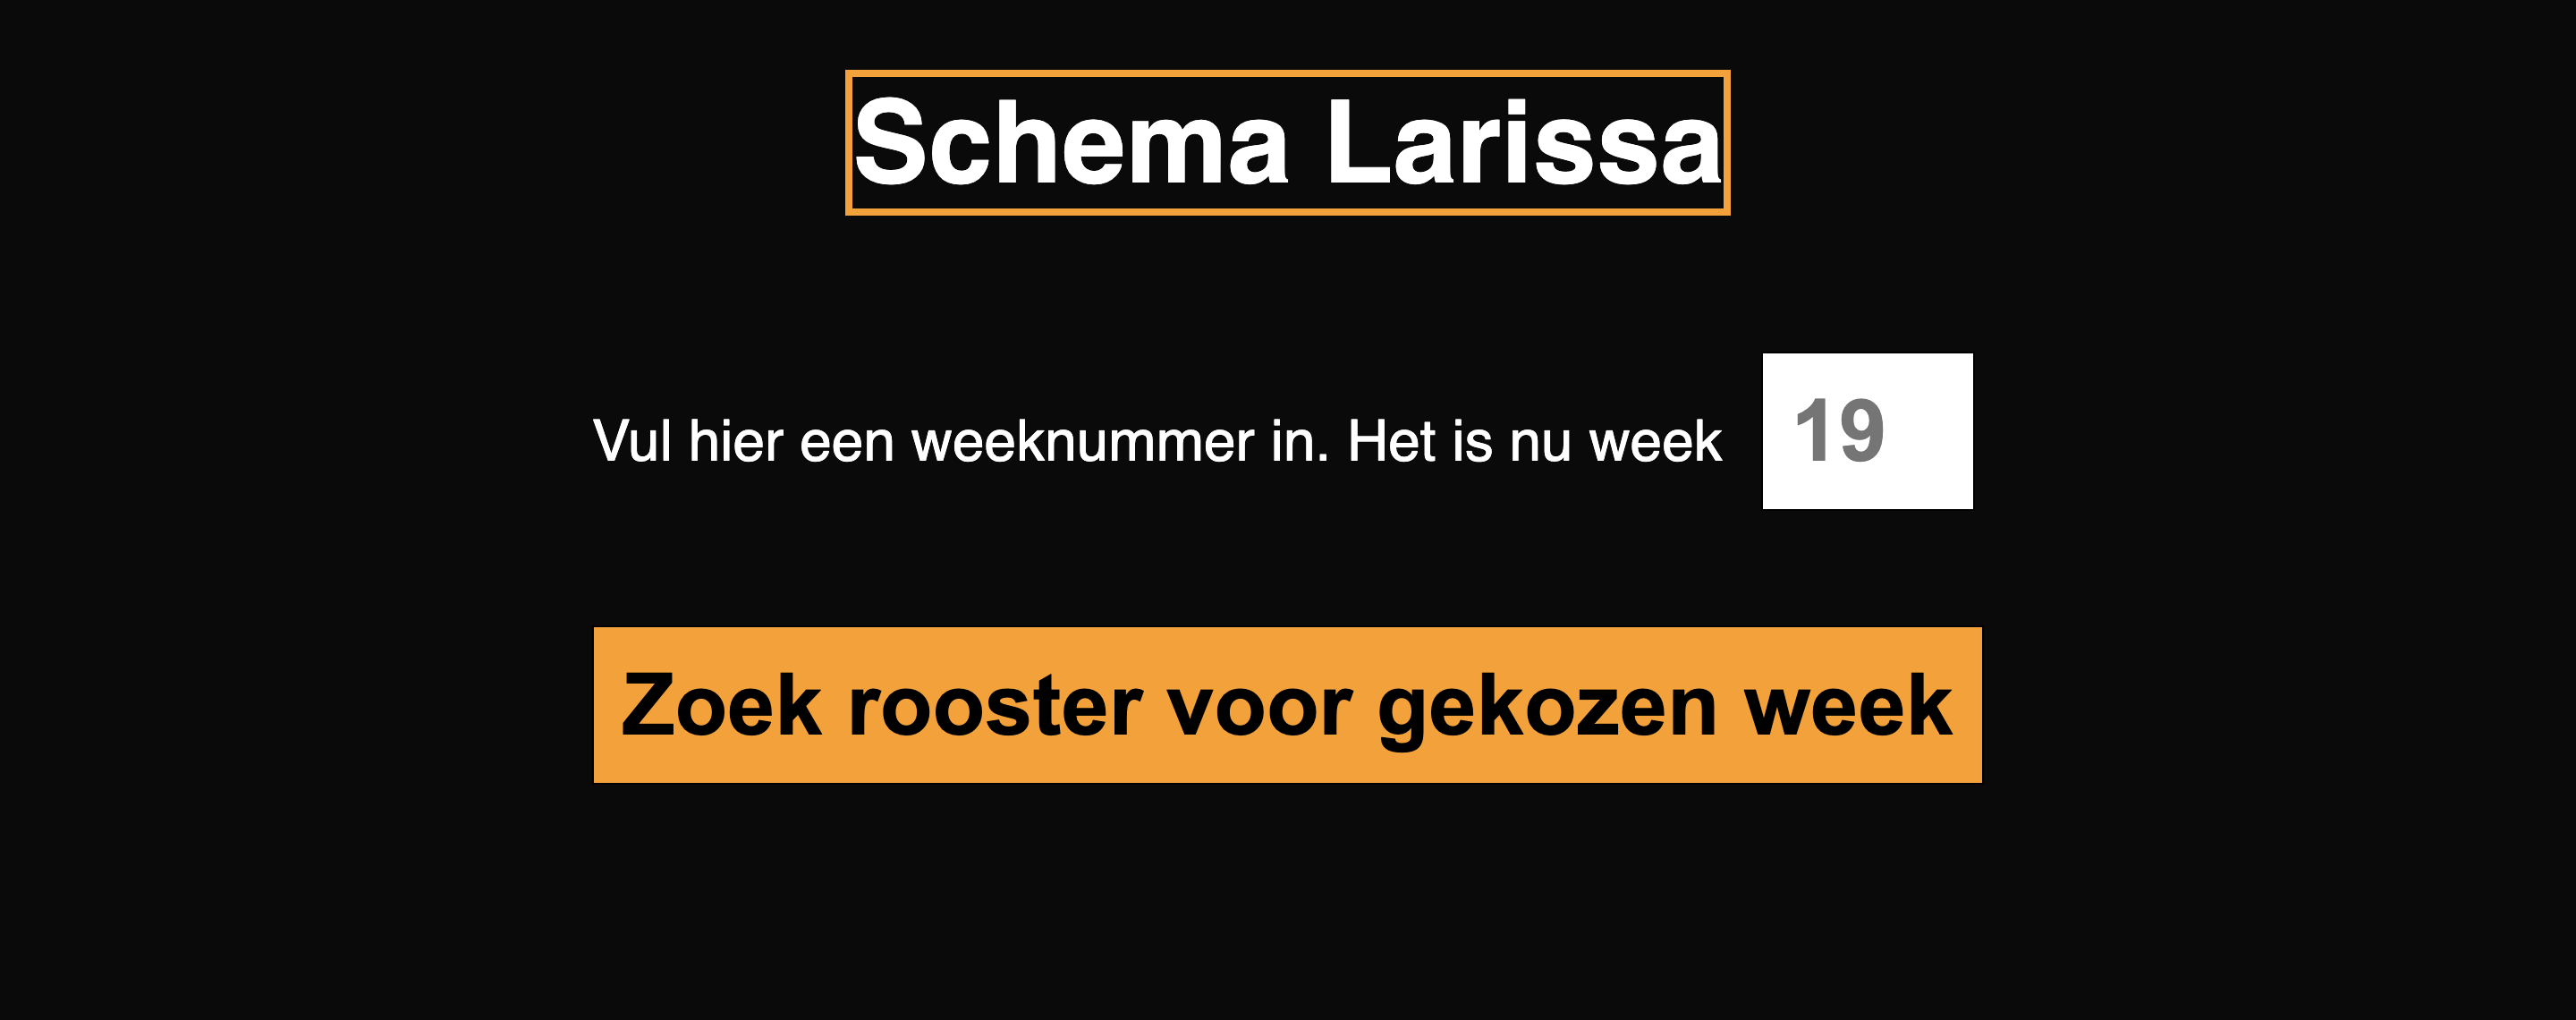 Schema Larissa
Vul hier een weeknummer in. Het is nu week 19
Zoek rooster voor gekozen week